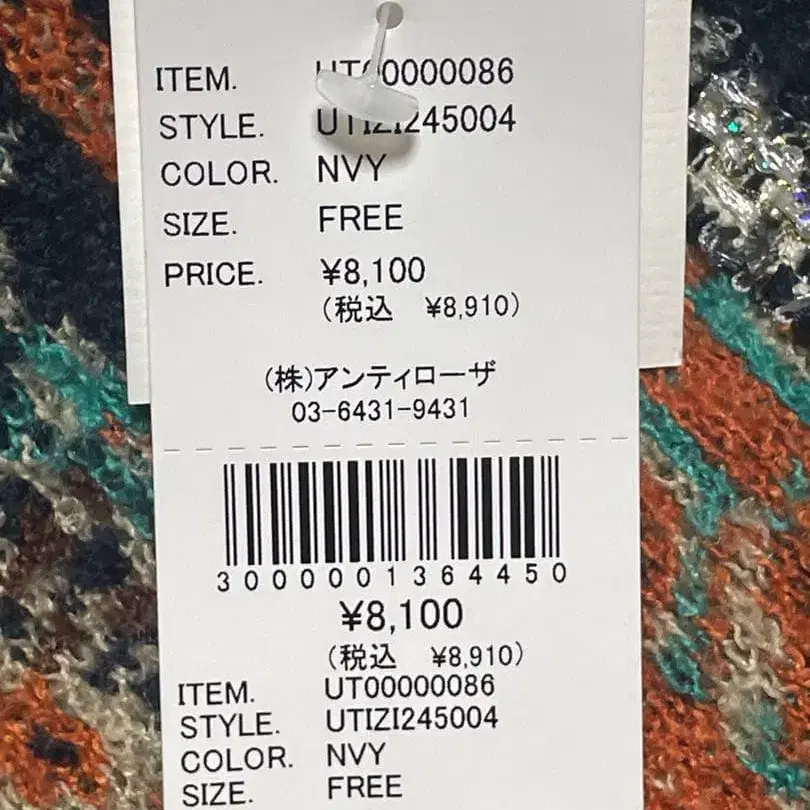 ITEM. UT00000086
STYLE. UTIZI245004
COLOR. NVY
SIZE. FREE
PRICE. ¥8,100
(税込 ¥8,910)
(株)アンティローザ
03-6431-9431
3000001364450
¥8,100
(税込 ¥8,910)
ITEM. UT00000086
STYLE. UTIZI245004
COLOR. NVY
SIZE. FREE